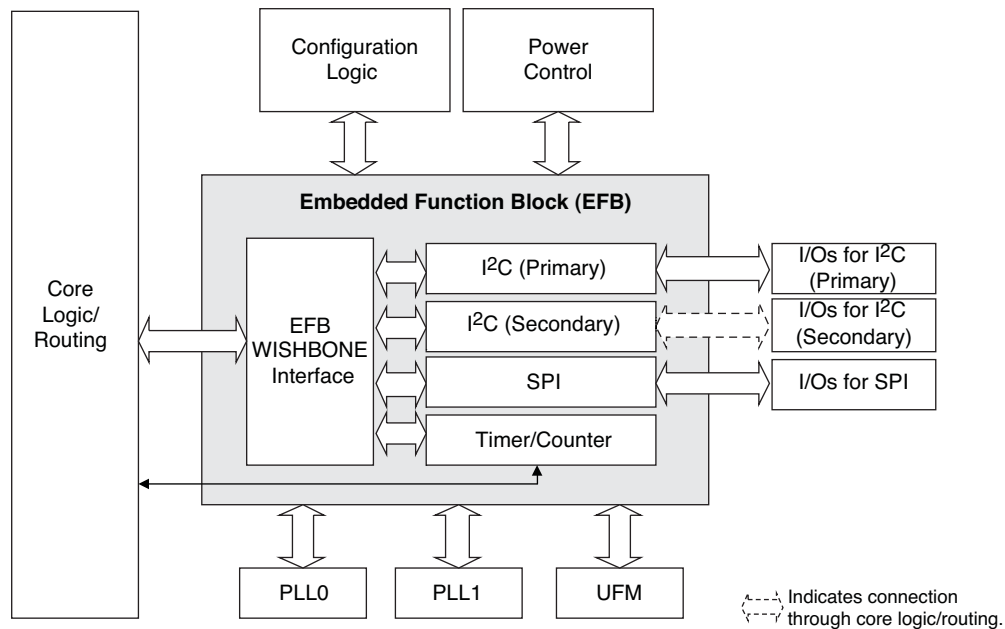 Configuration
Logic
Power
Control
Embedded Function Block (EFB)
Core
Logic/
Routing
EFB
WISHBONE
Interface
I²C (Primary)
I²C (Secondary)
SPI
Timer/Counter
I/Os for I²C
(Primary)
I/Os for I²C
(Secondary)
I/Os for SPI
PLL0
PLL1
UFM
Indicates connection
through core logic/routing.